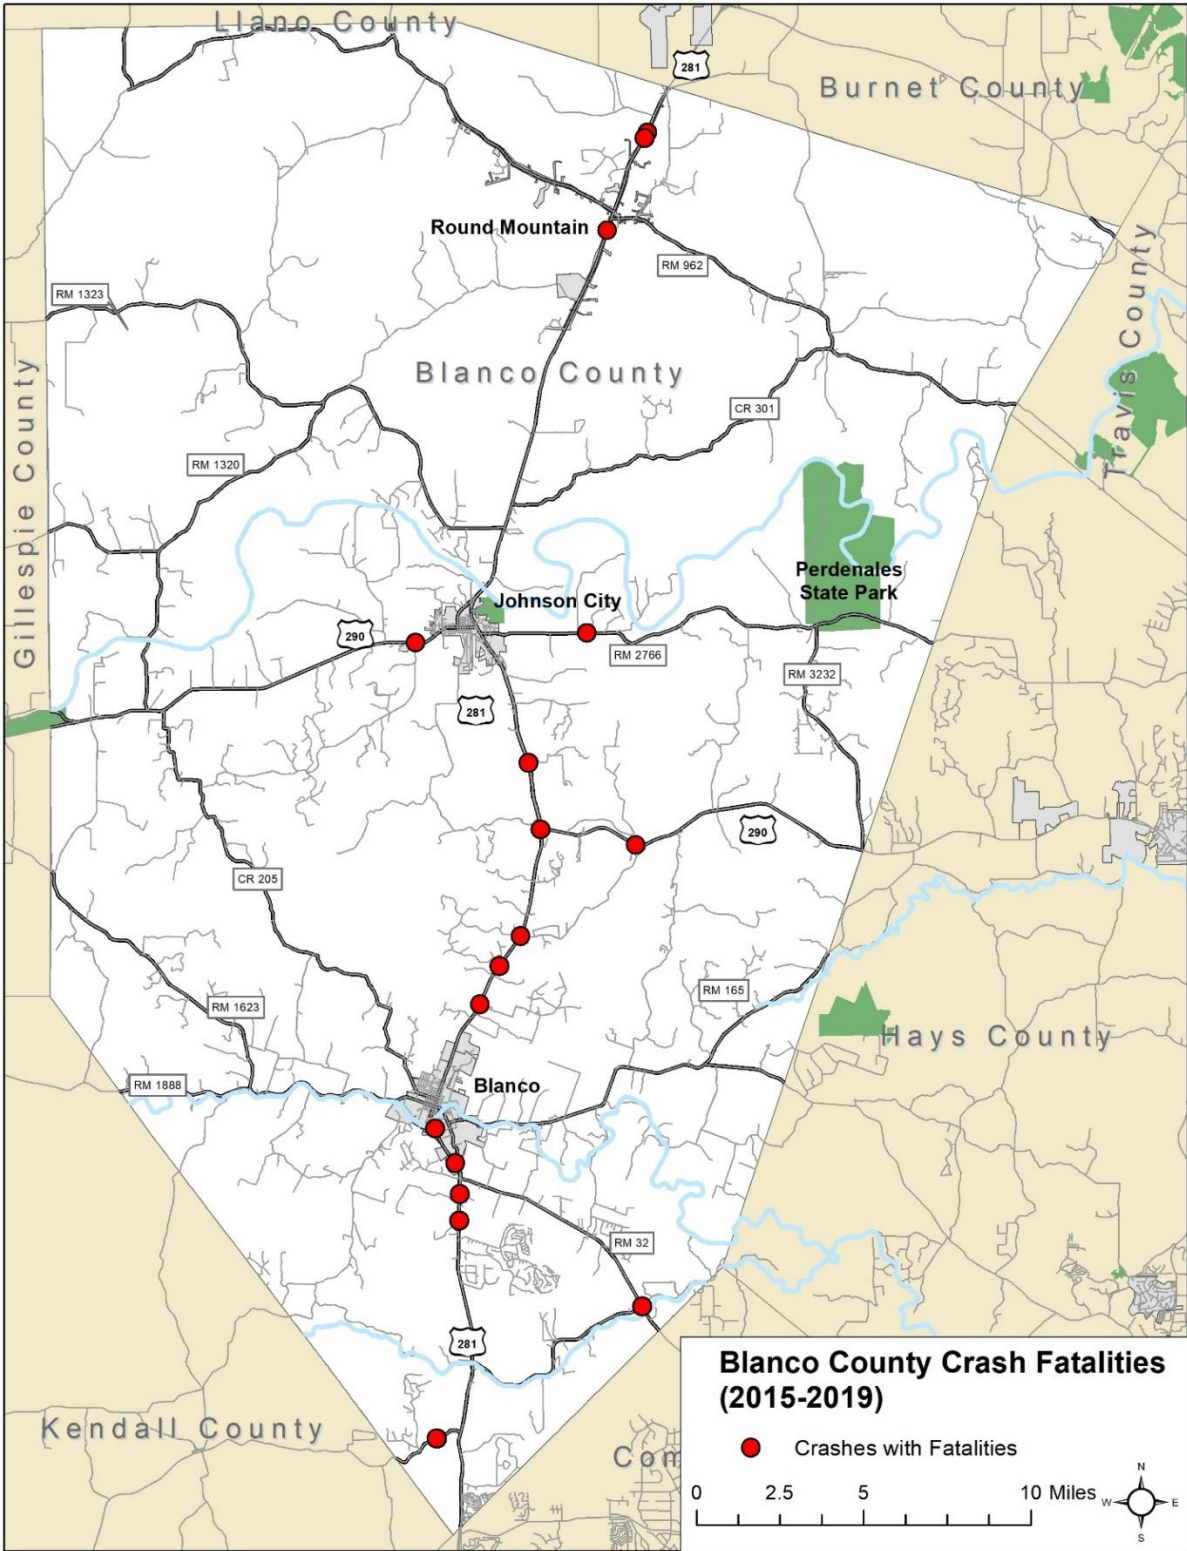 Llano County
281
Burnet County
Round Mountain
RM 962
Travis County
RM 1323
Blanco County
Gillespie County
CR 301
RM 1320
Perdenales
State Park
Johnson City
290
RM 2766
RM 3232
281
290
CR 205
RM 165
RM 1623
Hays County
RM 1888
Blanco
RM 32
281
Kendall County
Com
Blanco County Crash Fatalities
(2015-2019)
Crashes with Fatalities
0 2.5 5 10 Miles
N
W E
S